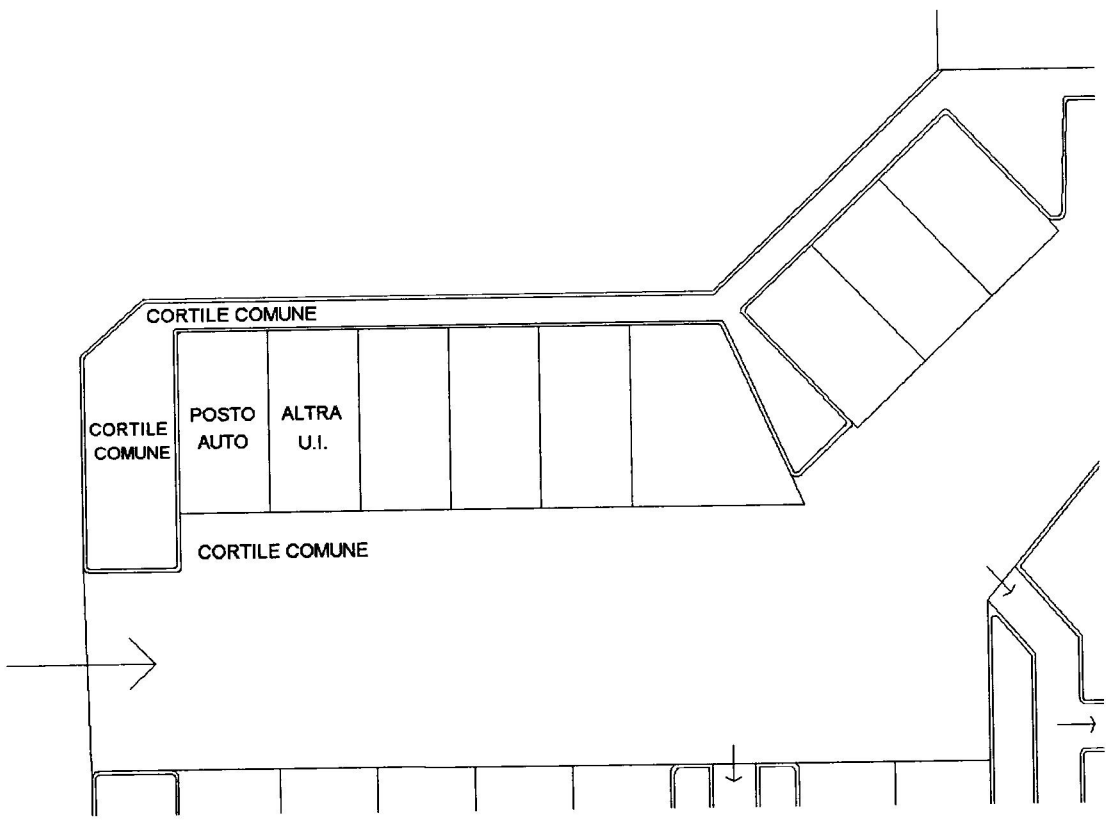 CORTILE COMUNE
CORTILE
COMUNE
POSTO
AUTO
ALTRA
U.I.
CORTILE COMUNE